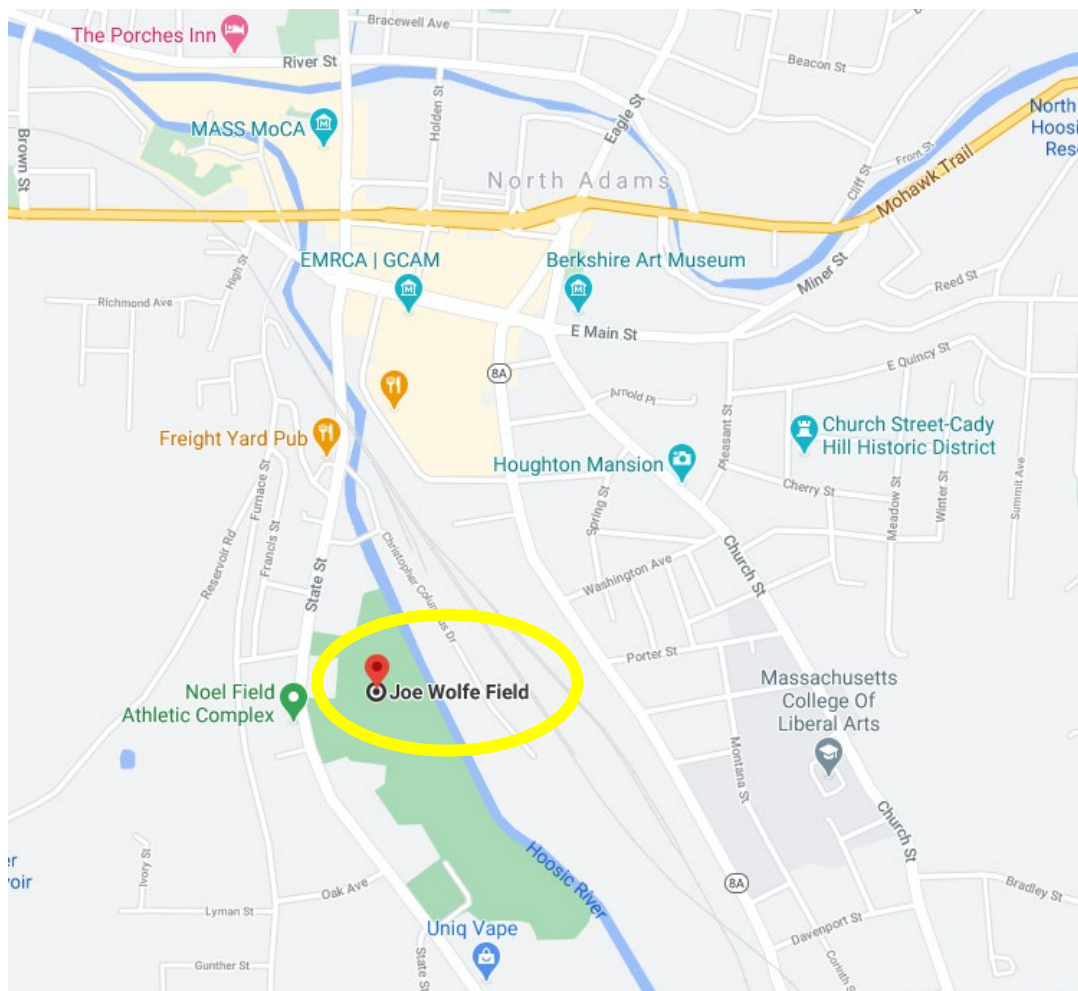 Bracewell Ave
The Porches Inn
River St
Beacon St
Holden St
Eagle St
MASS MoCA
North
Hoosi
Rese
Front St
Brown St
Cliff St
Mohawk Trail
North Adams
High St
EMRCA | GCAM
Berkshire Art Museum
Miner St
Reed St
Richmond Ave
E Main St
E Quincy St
8A
Arnold Pl
Pleasant St
Freight Yard Pub
Church Street-Cady
Hill Historic District
Houghton Mansion
Cherry St
Furnace St
Spring St
Meadow St
Winter St
Summit Ave
Francis St
Reservoir Rd
State St
Christopher Columbus Dr
Washington Ave
Church St
Porter St
Joe Wolfe Field
Noel Field
Athletic Complex
Massachusetts
College Of
Liberal Arts
Montana St
Church St
Hoosic River
er
oir
Ivory St
Oak Ave
8A
Bradley St
Lyman St
Uniq Vape
Davenport St
State St
Gunther St
Corinth St